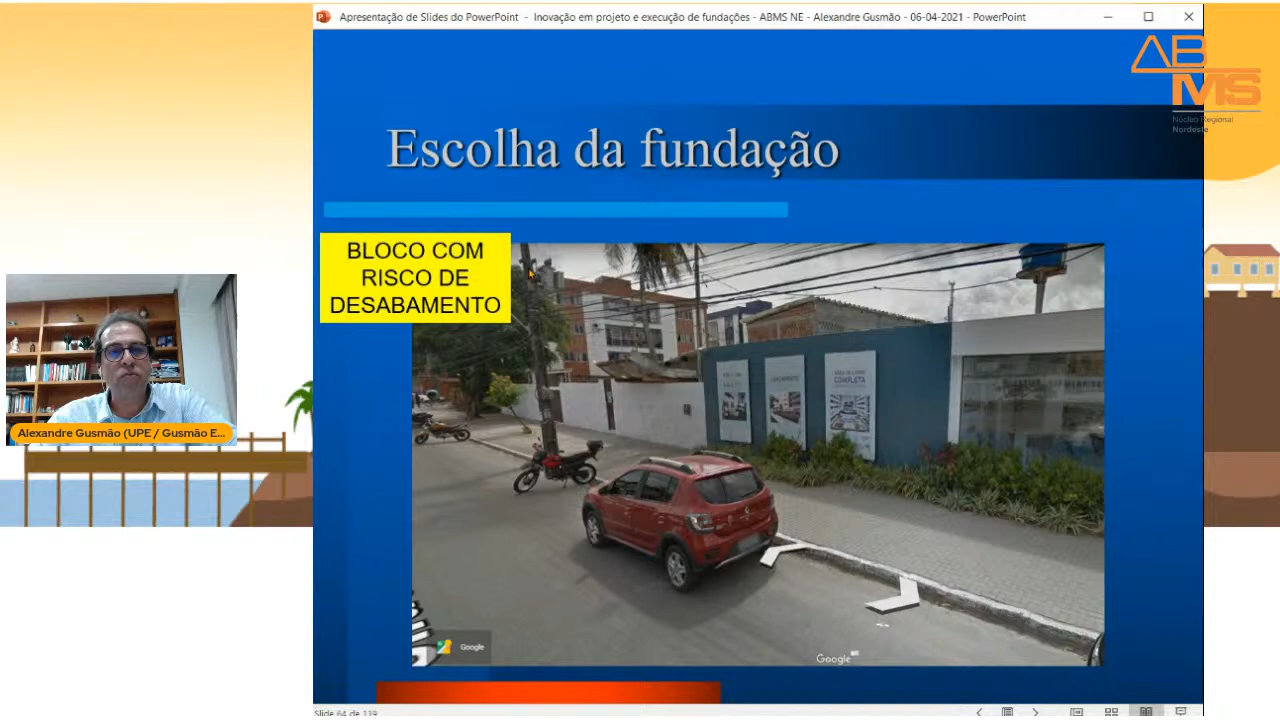 Apresentação de Slides do PowerPoint - Inovação em projeto e execução de fundações - ABMS NE - Alexandre Gusmão - 06-04-2021 - PowerPoint
ABMS
Núcleo Regional
Nordeste
Escolha da fundação
BLOCO COM
RISCO DE
DESABAMENTO
LANÇAMENTO
COMPLETA
Alexandre Gusmão (UPE / Gusmão E...
Google
Google
Slide 64 de 119